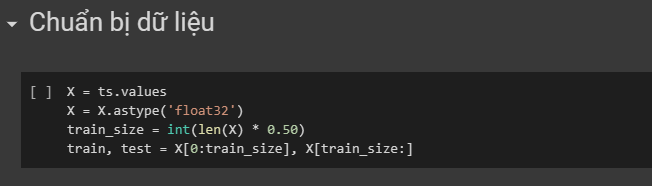 Chuẩn bị dữ liệu
[ ] X = ts.values
X = X.astype('float32')
train_size = int(len(X) * 0.50)
train, test = X[0:train_size], X[train_size:]